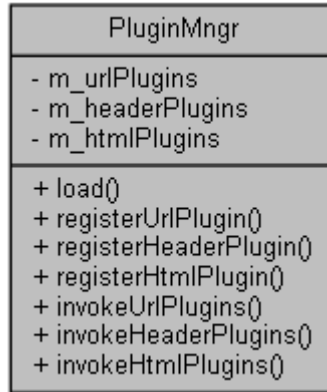 PluginMngr
- m_urlPlugins
- m_headerPlugins
- m_htmlPlugins
+ load()
+ registerUrlPlugin()
+ registerHeaderPlugin()
+ registerHtmlPlugin()
+ invokeUrlPlugins()
+ invokeHeaderPlugins()
+ invokeHtmlPlugins()